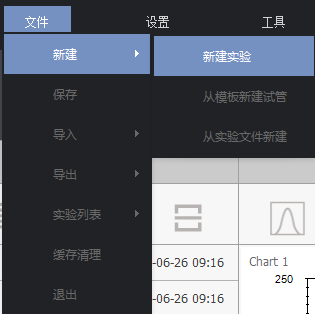 文件 设置 工具
新建 新建实验
保存 从模板新建试管
导入 从实验文件新建
导出
实验列表
缓存清理 -06-26 09:16 Chart 1
250
退出 -06-26 09:16